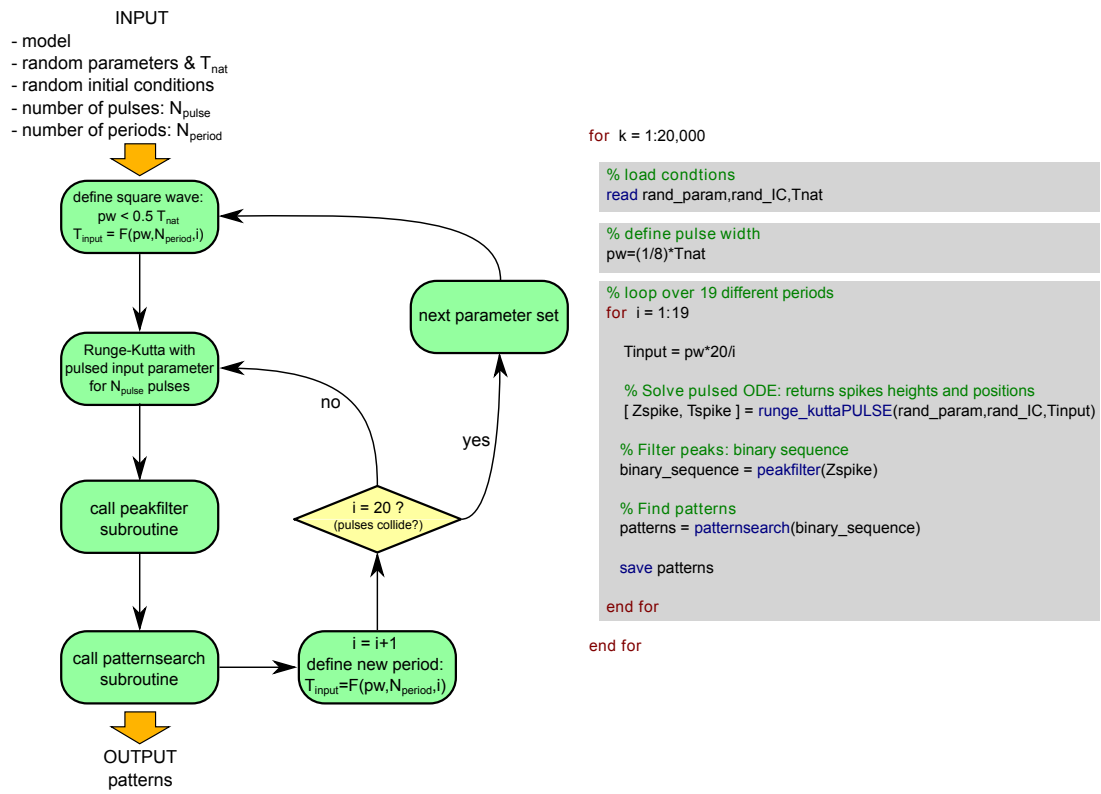 INPUT
- model
- random parameters & Tnat
- random initial conditions
- number of pulses: Npulse
- number of periods: Nperiod
define square wave:
pw < 0.5 Tnat
Tinput = F(pw,Nperiod,i)
Runge-Kutta with
pulsed input parameter
for Npulse pulses
call peakfilter
subroutine
call patternsearch
subroutine
OUTPUT
patterns
i = i+1
define new period:
Tinput=F(pw,Nperiod,i)
i = 20 ?
(pulses collide?)
no
yes
next parameter set
for k = 1:20,000
% load condtions
read rand_param,rand_IC,Tnat
% define pulse width
pw=(1/8)*Tnat
% loop over 19 different periods
for i = 1:19
Tinput = pw*20/i
% Solve pulsed ODE: returns spikes heights and positions
[ Zspike, Tspike ] = runge_kuttaPULSE(rand_param,rand_IC,Tinput)
% Filter peaks: binary sequence
binary_sequence = peakfilter(Zspike)
% Find patterns
patterns = patternsearch(binary_sequence)
save patterns
end for
end for